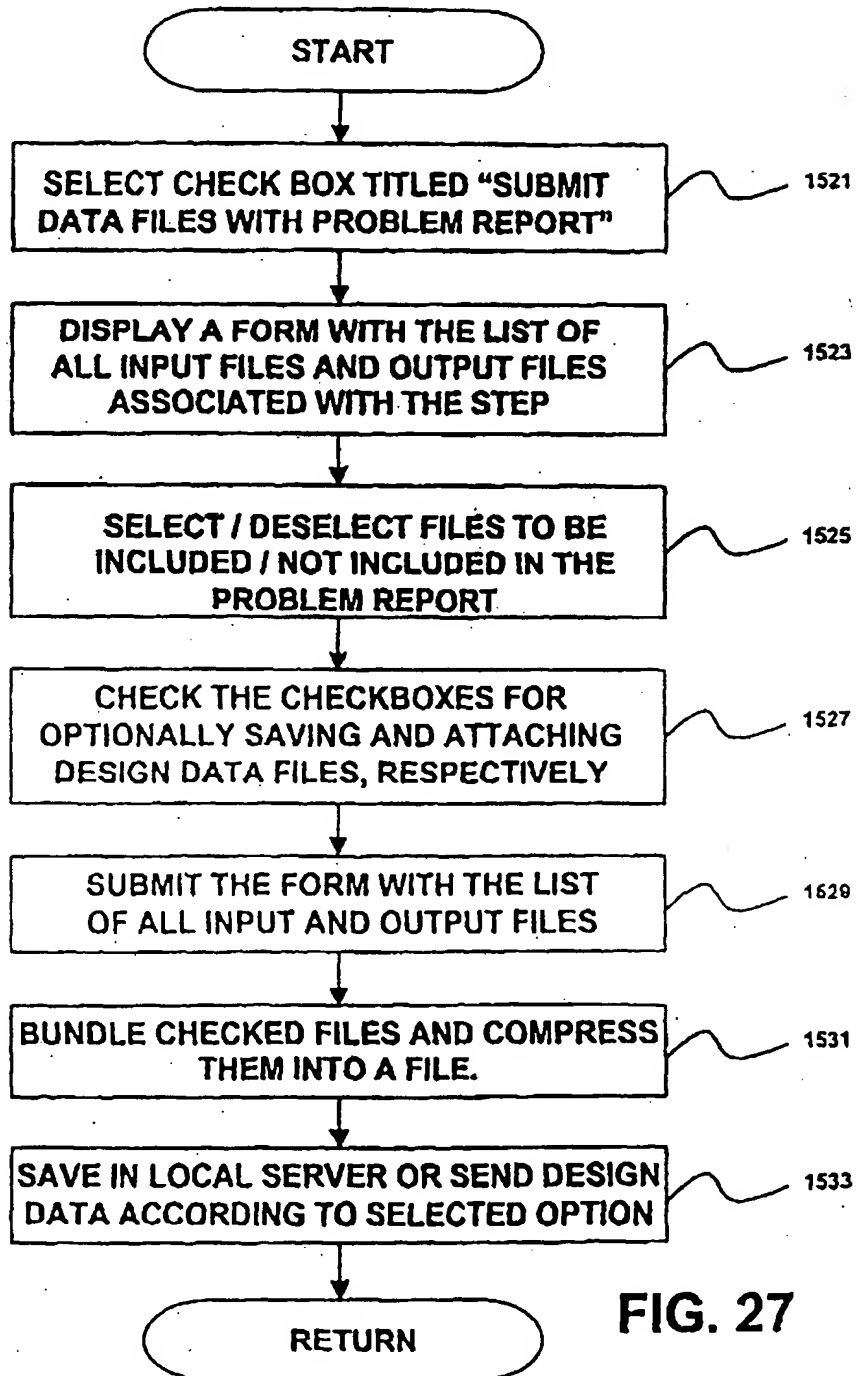 START
SELECT CHECK BOX TITLED "SUBMIT
DATA FILES WITH PROBLEM REPORT"
1521
DISPLAY A FORM WITH THE LIST OF
ALL INPUT FILES AND OUTPUT FILES
ASSOCIATED WITH THE STEP
1523
SELECT / DESELECT FILES TO BE
INCLUDED / NOT INCLUDED IN THE
PROBLEM REPORT
1525
CHECK THE CHECKBOXES FOR
OPTIONALLY SAVING AND ATTACHING
DESIGN DATA FILES, RESPECTIVELY
1527
SUBMIT THE FORM WITH THE LIST
OF ALL INPUT AND OUTPUT FILES
1529
BUNDLE CHECKED FILES AND COMPRESS
THEM INTO A FILE.
1531
SAVE IN LOCAL SERVER OR SEND DESIGN
DATA ACCORDING TO SELECTED OPTION
1533
RETURN
FIG. 27